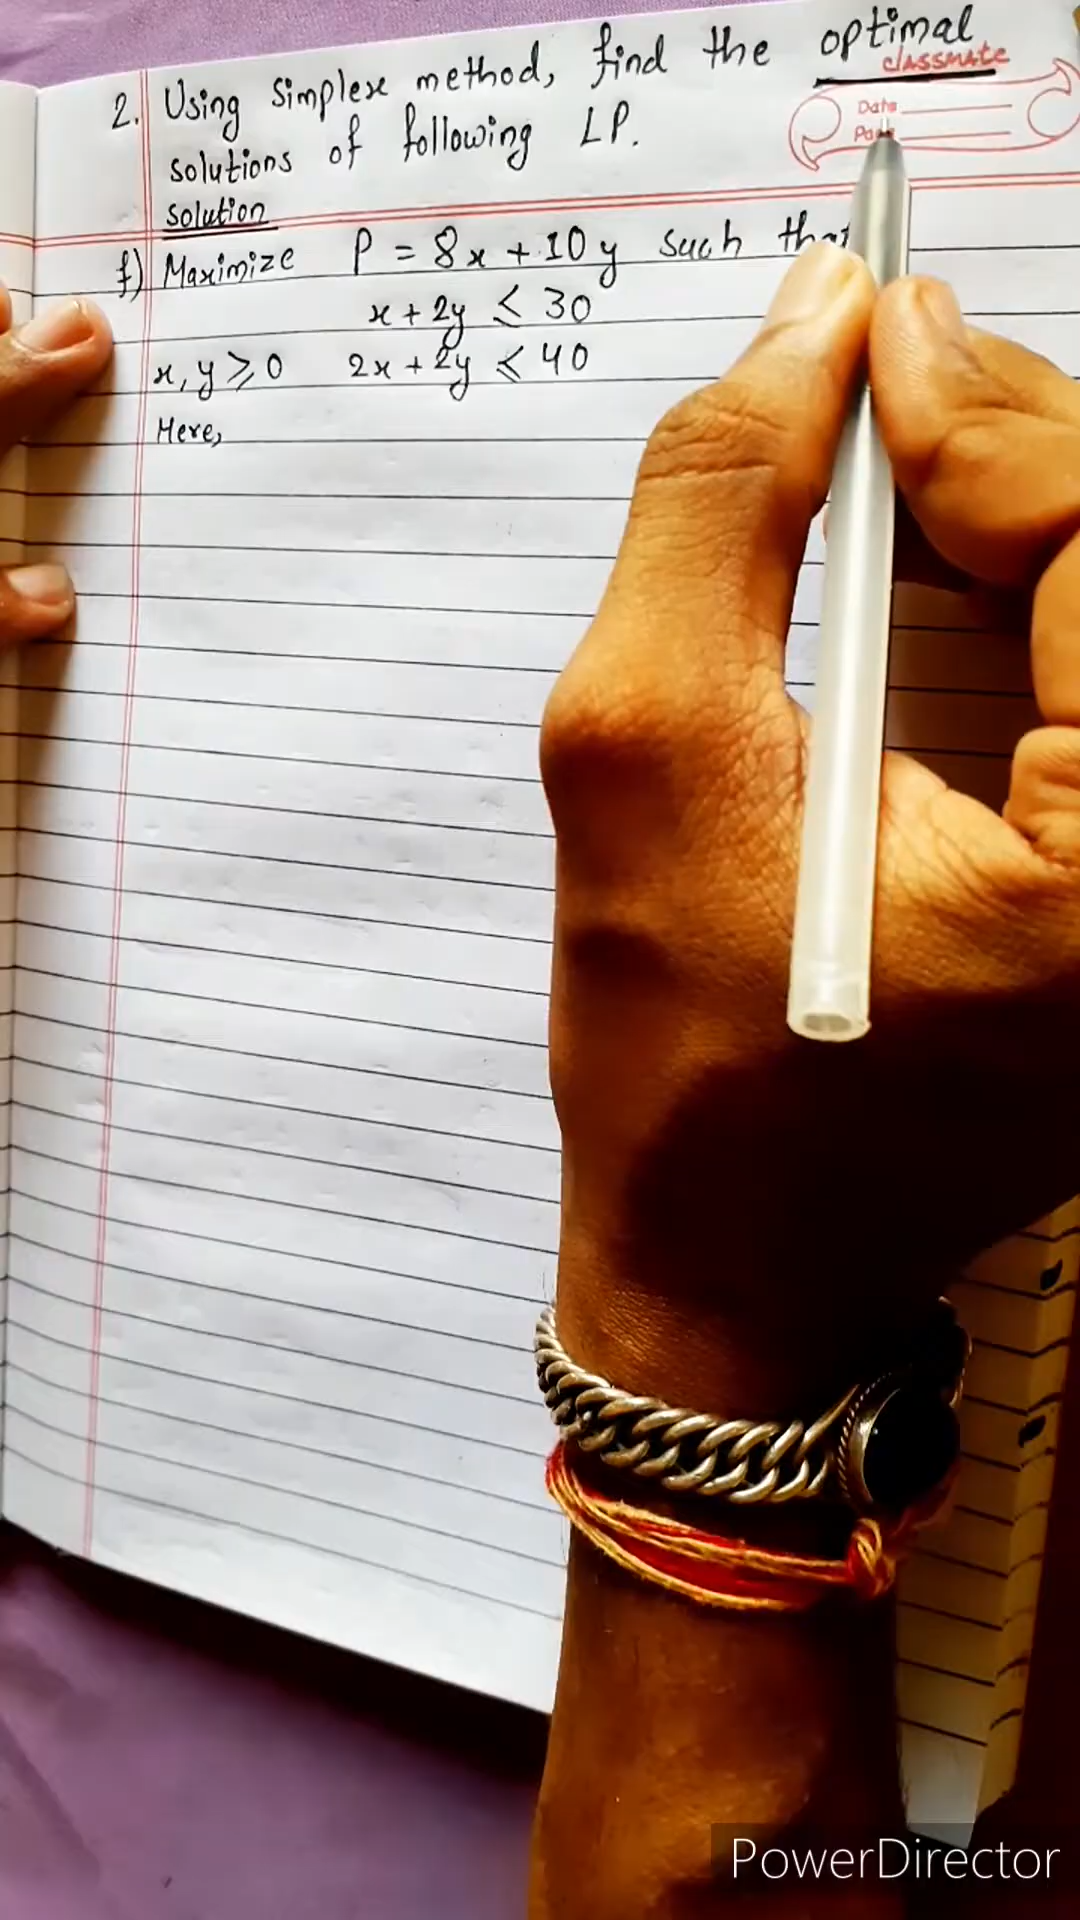 2. Using Simplex method, find the optimal
classmate
Date
solutions of following LP.
Solution
f) Maximize P = 8x + 10y such that
x + 2y ≤ 30
x, y ≥ 0 2x + 2y ≤ 40
Here,
PowerDirector